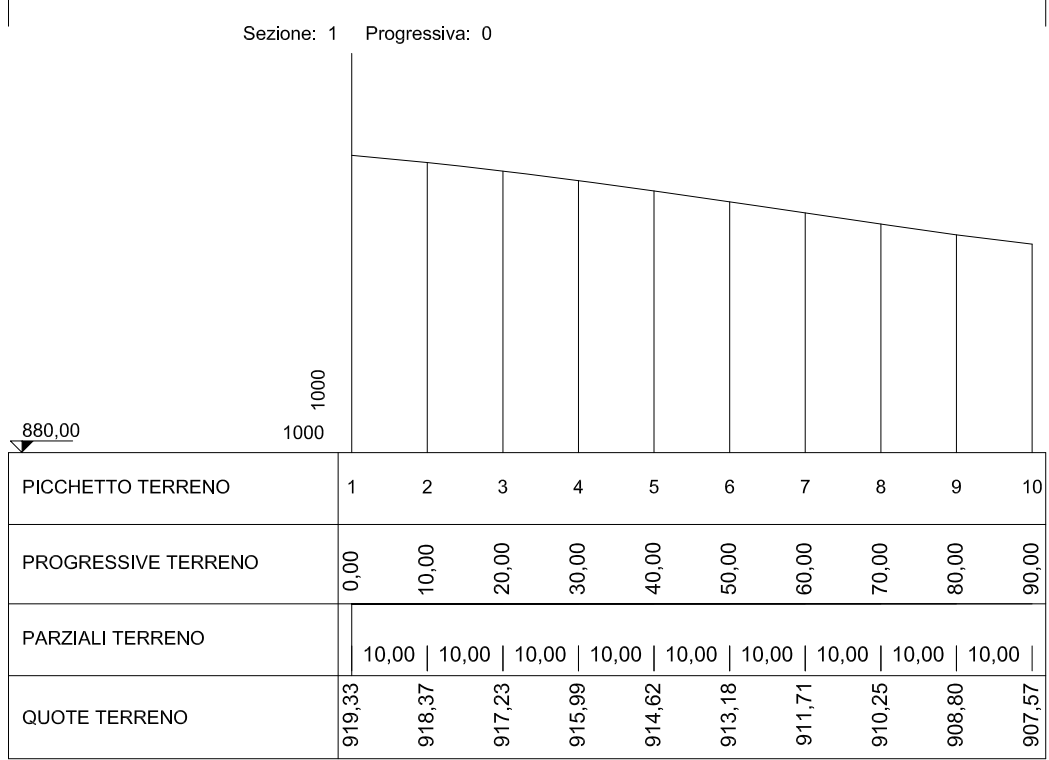 Sezione: 1 Progressiva: 0
1000
880,00
1000
PICCHETTO TERRENO 1 2 3 4 5 6 7 8 9 10
PROGRESSIVE TERRENO 0,00 10,00 20,00 30,00 40,00 50,00 60,00 70,00 80,00 90,00
PARZIALI TERRENO 10,00 10,00 10,00 10,00 10,00 10,00 10,00 10,00 10,00
QUOTE TERRENO 919,33 918,37 917,23 915,99 914,62 913,18 911,71 910,25 908,80 907,57